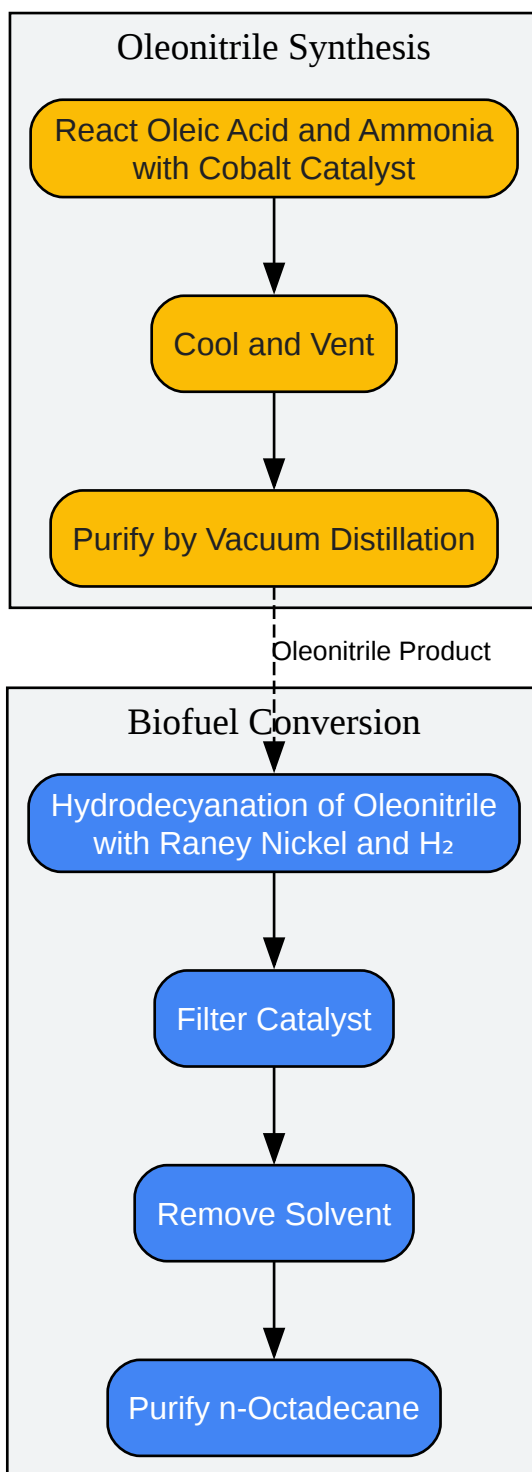 Oleonitrile Synthesis
React Oleic Acid and Ammonia
with Cobalt Catalyst
Cool and Vent
Purify by Vacuum Distillation
Oleonitrile Product
Biofuel Conversion
Hydrodecyanation of Oleonitrile
with Raney Nickel and H₂
Filter Catalyst
Remove Solvent
Purify n-Octadecane